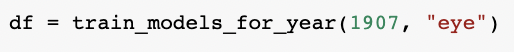 df = train_models_for_year(1907, "eye")